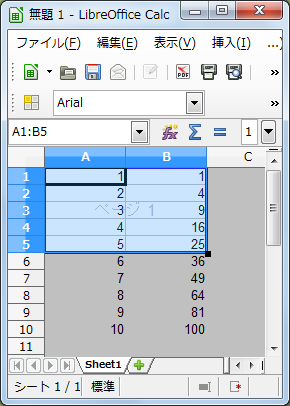 無題 1 - LibreOffice Calc
ファイル(F) 編集(E) 表示(V) 挿入(I) ...)
PDF »
Arial »
A1:B5 Σ = 1
A B C
1 1 1
2 2 4
3 3 9
ページ 1
4 4 16
5 5 25
6 6 36
7 7 49
8 8 64
9 9 81
10 10 100
11
Sheet1
シート 1 / 1 標準